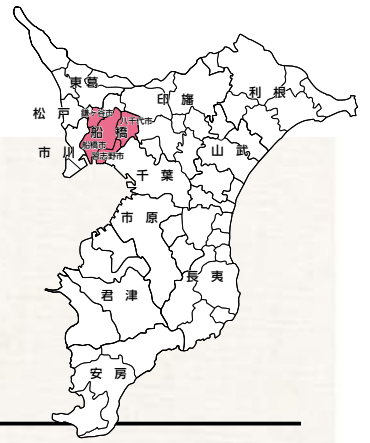 東葛
印旛
利根
松戸
鎌ケ谷市
八千代市
船橋
船橋市
習志野市
市川
山武
千葉
市原
長夷
君津
安房